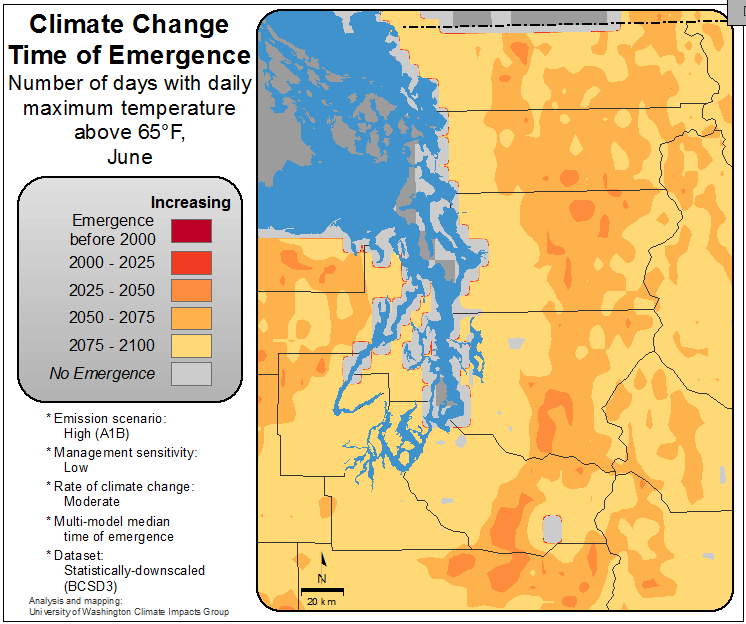 Climate Change
Time of Emergence
Number of days with daily
maximum temperature
above 65°F,
June
Increasing
Emergence
before 2000
2000 - 2025
2025 - 2050
2050 - 2075
2075 - 2100
No Emergence
* Emission scenario:
High (A1B)
* Management sensitivity:
Low
* Rate of climate change:
Moderate
* Multi-model median
time of emergence
* Dataset:
Statistically-downscaled
(BCSD3)
Analysis and mapping:
University of Washington Climate Impacts Group
N
20 km